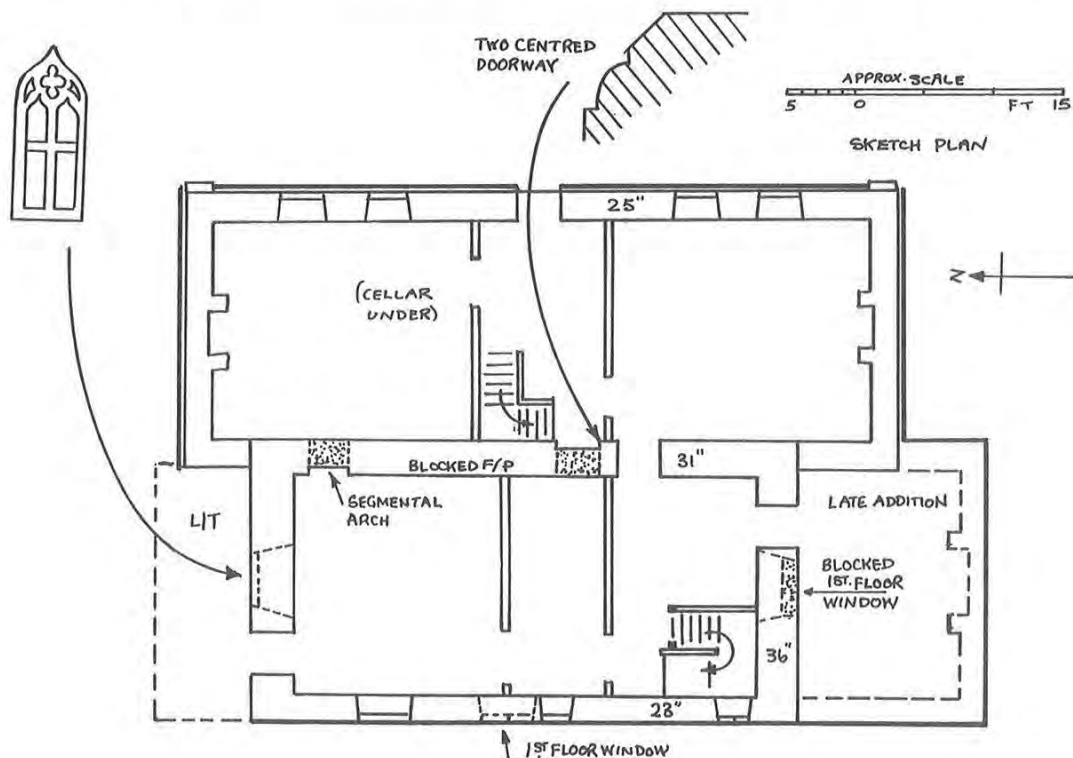 TWO CENTRED
DOORWAY
APPROX. SCALE
5 0 FT 15
SKETCH PLAN
25"
N
(CELLAR
UNDER)
BLOCKED F/P
31"
SEGMENTAL
ARCH
L/T
LATE ADDITION
BLOCKED
1ST. FLOOR
WINDOW
36"
28"
1ST FLOOR WINDOW